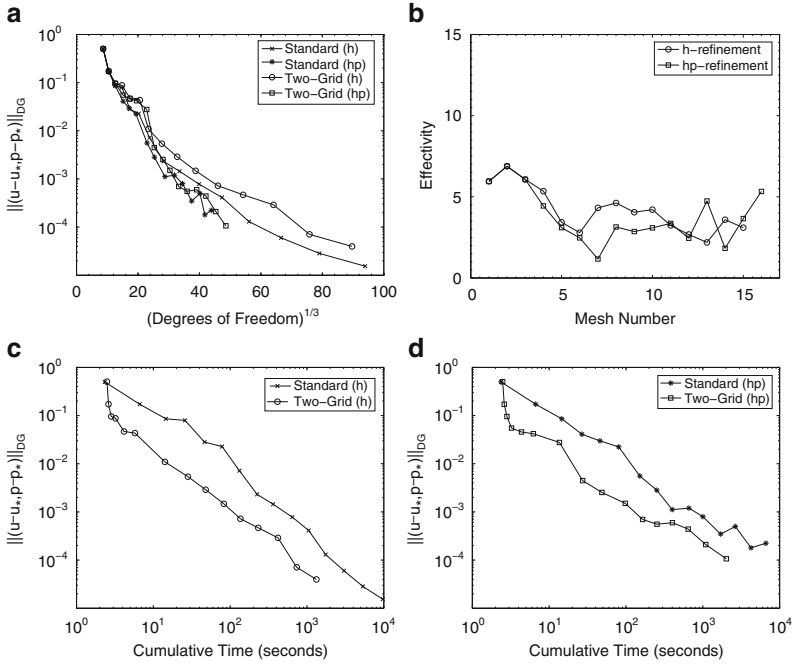 a
10^0
10^-1
10^-2
10^-3
10^-4
||(u−u*,p−p*)||DG
0 20 40 60 80 100
(Degrees of Freedom)^1/3
Standard (h)
Standard (hp)
Two-Grid (h)
Two-Grid (hp)
b
15
10
5
0
Effectivity
0 5 10 15
Mesh Number
h−refinement
hp−refinement
c
10^0
10^-1
10^-2
10^-3
10^-4
||(u−u*,p−p*)||DG
10^0 10^1 10^2 10^3 10^4
Cumulative Time (seconds)
Standard (h)
Two-Grid (h)
d
10^0
10^-1
10^-2
10^-3
10^-4
||(u−u*,p−p*)||DG
10^0 10^1 10^2 10^3 10^4
Cumulative Time (seconds)
Standard (hp)
Two-Grid (hp)